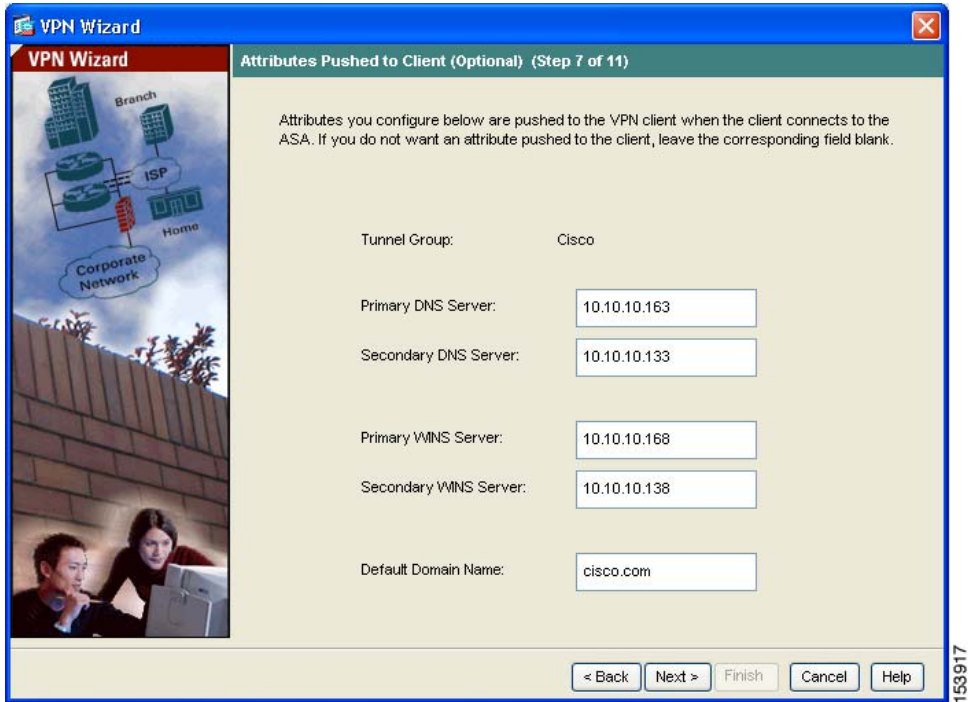 VPN Wizard
VPN Wizard
Branch
ISP
Home
Corporate
Network
Attributes Pushed to Client (Optional) (Step 7 of 11)
Attributes you configure below are pushed to the VPN client when the client connects to the
ASA. If you do not want an attribute pushed to the client, leave the corresponding field blank.
Tunnel Group: Cisco
Primary DNS Server: 10.10.10.163
Secondary DNS Server: 10.10.10.133
Primary WINS Server: 10.10.10.168
Secondary WINS Server: 10.10.10.138
Default Domain Name: cisco.com
< Back Next > Finish Cancel Help
153917